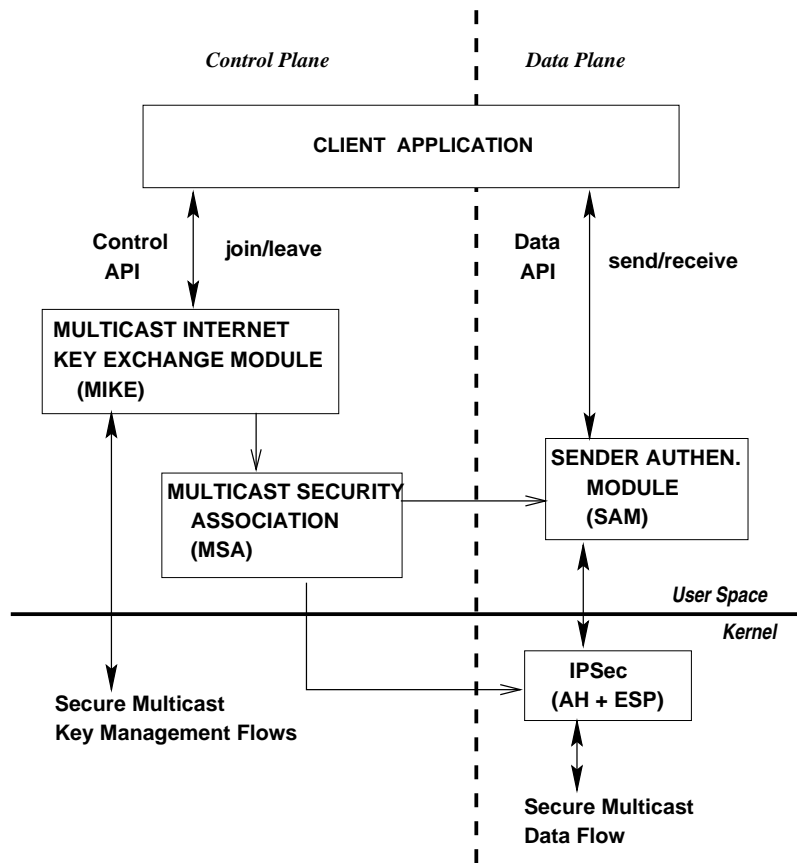 Control Plane
Data Plane
CLIENT APPLICATION
Control
API
join/leave
Data
API
send/receive
MULTICAST INTERNET
KEY EXCHANGE MODULE
(MIKE)
SENDER AUTHEN.
MODULE
(SAM)
MULTICAST SECURITY
ASSOCIATION
(MSA)
User Space
Kernel
IPSec
(AH + ESP)
Secure Multicast
Key Management Flows
Secure Multicast
Data Flow